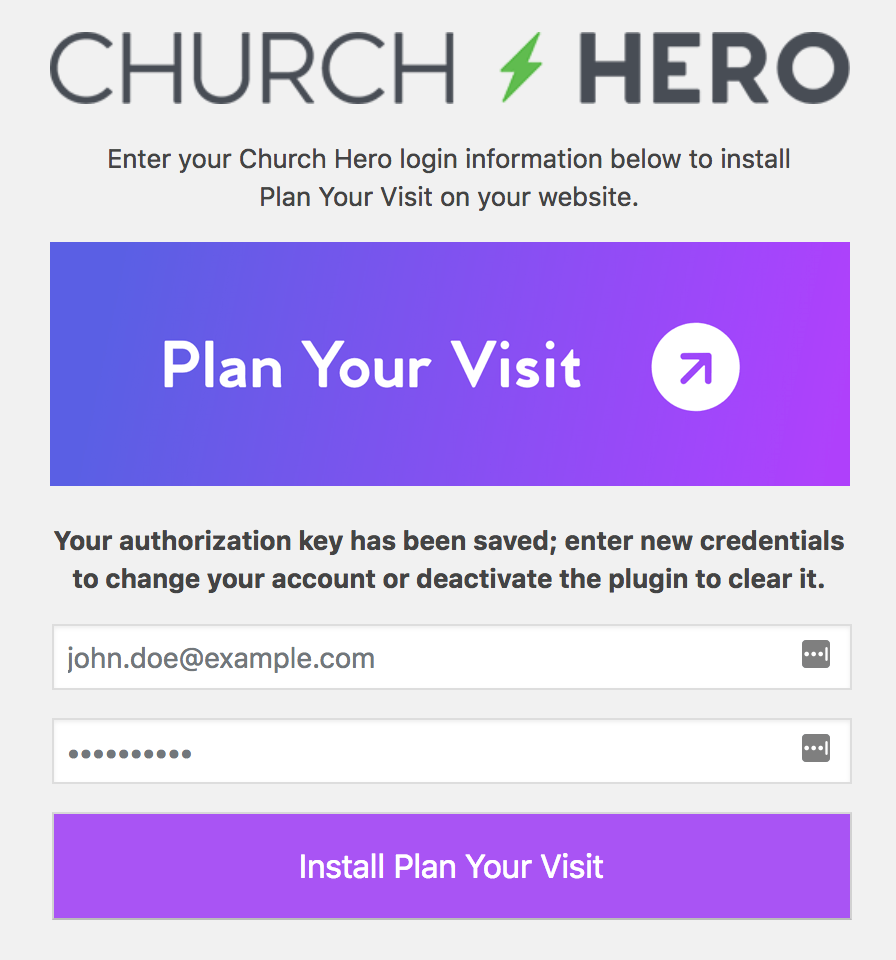 CHURCH HERO
Enter your Church Hero login information below to install
Plan Your Visit on your website.
Plan Your Visit
Your authorization key has been saved; enter new credentials
to change your account or deactivate the plugin to clear it.
john.doe@example.com
••••••••••
Install Plan Your Visit